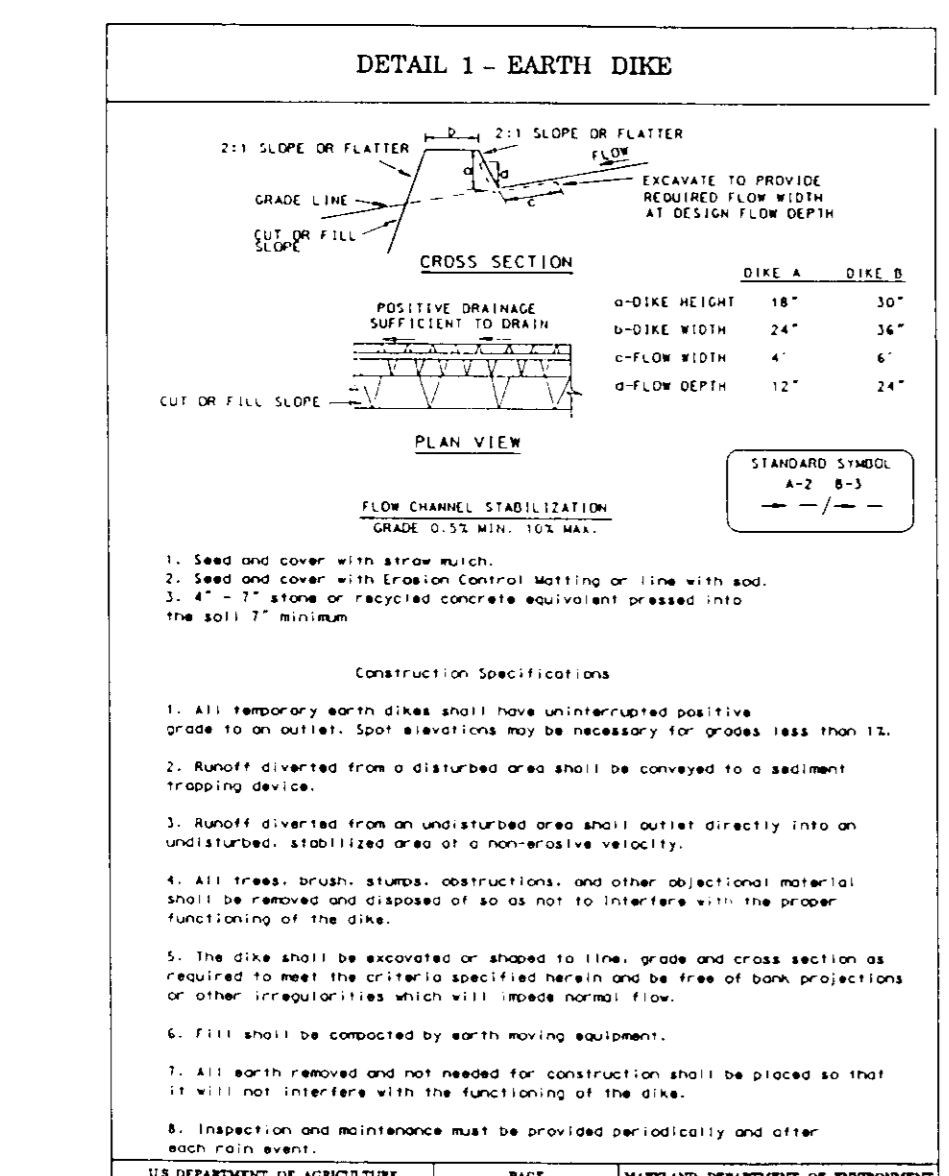 DETAIL 1 - EARTH DIKE
b
2:1 SLOPE OR FLATTER
2:1 SLOPE OR FLATTER
FLOW
a
d
EXCAVATE TO PROVIDE
REQUIRED FLOW WIDTH
AT DESIGN FLOW DEPTH
GRADE LINE
c
CUT OR FILL
SLOPE
CROSS SECTION
DIKE A DIKE B
a-DIKE HEIGHT 18" 30"
b-DIKE WIDTH 24" 36"
c-FLOW WIDTH 4' 6'
d-FLOW DEPTH 12" 24"
POSITIVE DRAINAGE
SUFFICIENT TO DRAIN
CUT OR FILL SLOPE
PLAN VIEW
STANDARD SYMBOL
A-2 B-3
FLOW CHANNEL STABILIZATION
GRADE 0.5% MIN. 10% MAX.
1. Seed and cover with straw mulch.
2. Seed and cover with Erosion Control Matting or line with sod.
3. 4" - 7" stone or recycled concrete equivalent pressed into
the soil 7" minimum
Construction Specifications
1. All temporary earth dikes shall have uninterrupted positive
grade to an outlet. Spot elevations may be necessary for grades less than 1%.
2. Runoff diverted from a disturbed area shall be conveyed to a sediment
trapping device.
3. Runoff diverted from an undisturbed area shall outlet directly into an
undisturbed, stabilized area at a non-erosive velocity.
4. All trees, brush, stumps, obstructions, and other objectional material
shall be removed and disposed of so as not to interfere with the proper
functioning of the dike.
5. The dike shall be excavated or shaped to line, grade and cross section as
required to meet the criteria specified herein and be free of bank projections
or other irregularities which will impede normal flow.
6. Fill shall be compacted by earth moving equipment.
7. All earth removed and not needed for construction shall be placed so that
it will not interfere with the functioning of the dike.
8. Inspection and maintenance must be provided periodically and after
each rain event.
U.S. DEPARTMENT OF AGRICULTURE PAGE MARYLAND DEPARTMENT OF ENVIRONMENT